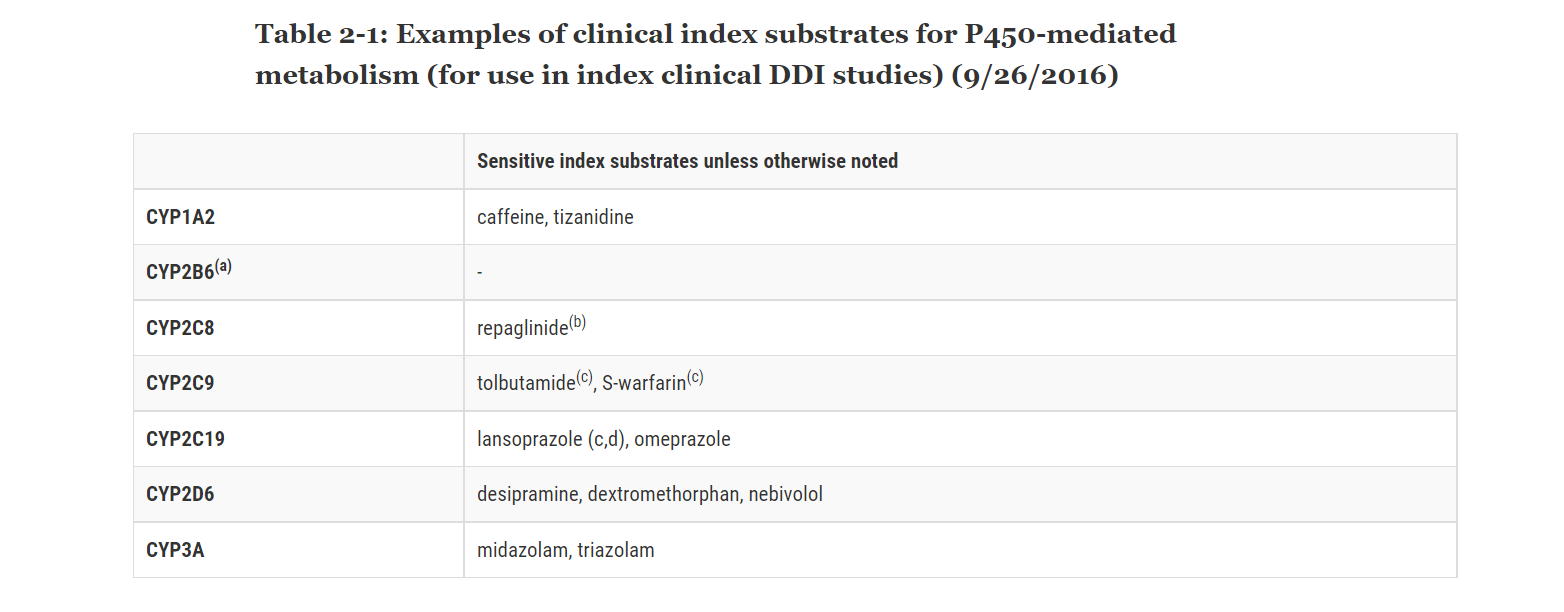 Table 2-1: Examples of clinical index substrates for P450-mediated
metabolism (for use in index clinical DDI studies) (9/26/2016)
Sensitive index substrates unless otherwise noted
CYP1A2 caffeine, tizanidine
CYP2B6(a) -
CYP2C8 repaglinide(b)
CYP2C9 tolbutamide(c), S-warfarin(c)
CYP2C19 lansoprazole (c,d), omeprazole
CYP2D6 desipramine, dextromethorphan, nebivolol
CYP3A midazolam, triazolam